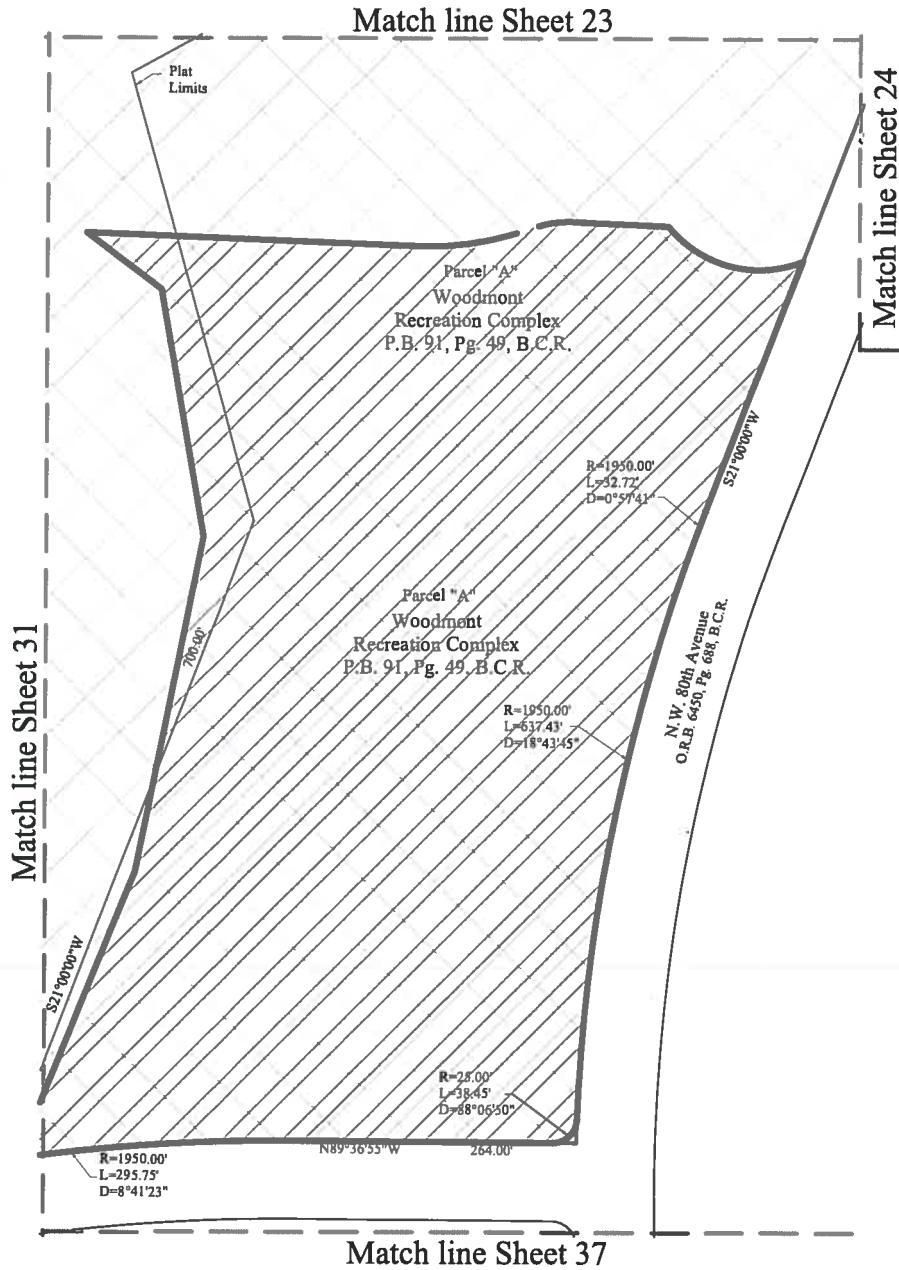 Match line Sheet 23
Plat
Limits
Match line Sheet 24
Parcel "A"
Woodmont
Recreation Complex
P.B. 91, Pg. 49, B.C.R.
S21°00'00"W
R=1950.00'
L=32.72'
D=0°57'41"
Parcel "A"
Woodmont
Recreation Complex
P.B. 91, Pg. 49, B.C.R.
700.00'
N.W. 80th Avenue
O.R.B. 6450, Pg. 688, B.C.R.
Match line Sheet 31
R=1950.00'
L=637.43'
D=18°43'45"
S21°00'00"W
R=25.00'
L=38.45'
D=88°06'50"
N89°36'55"W 264.00'
R=1950.00'
L=295.75'
D=8°41'23"
Match line Sheet 37